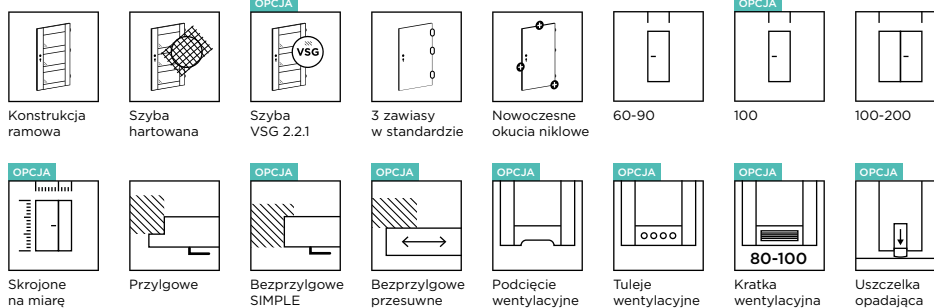 OPCJA
OPCJA
VSG
Konstrukcja
ramowa
Szyba
hartowana
Szyba
VSG 2.2.1
3 zawiasy
w standardzie
Nowoczesne
okucia niklowe
60-90
100
100-200
OPCJA
OPCJA
OPCJA
OPCJA
OPCJA
OPCJA
OPCJA
80-100
Skrojone
na miarę
Przylgowe
Bezprzylgowe
SIMPLE
Bezprzylgowe
przesuwne
Podcięcie
wentylacyjne
Tuleje
wentylacyjne
Kratka
wentylacyjna
Uszczelka
opadająca